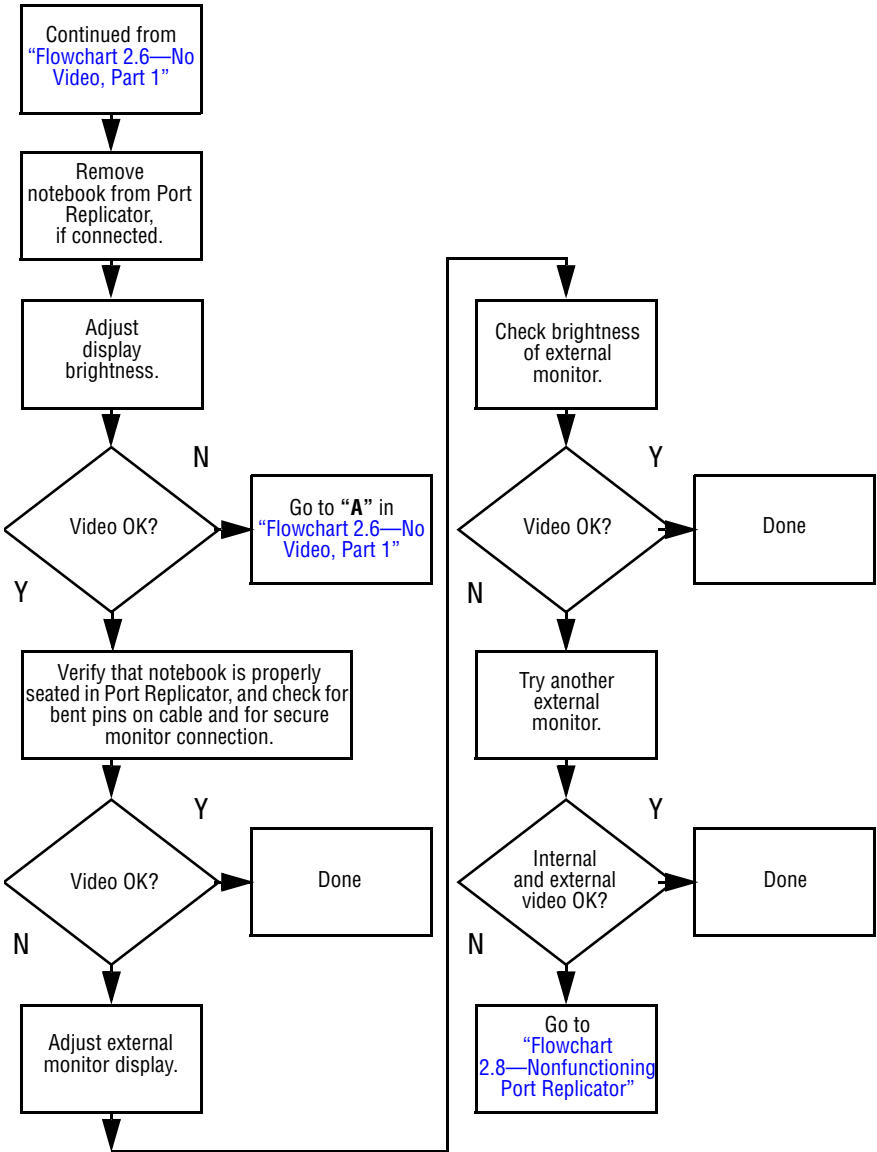 Continued from
“Flowchart 2.6—No
Video, Part 1”
Remove
notebook from Port
Replicator,
if connected.
Adjust
display
brightness.
Video OK?
N
Go to “A” in
“Flowchart 2.6—No
Video, Part 1”
Y
Verify that notebook is properly
seated in Port Replicator, and check for
bent pins on cable and for secure
monitor connection.
Video OK?
Y
Done
N
Adjust external
monitor display.
Check brightness
of external
monitor.
Video OK?
Y
Done
N
Try another
external
monitor.
Internal
and external
video OK?
Y
Done
N
Go to
“Flowchart
2.8—Nonfunctioning
Port Replicator”